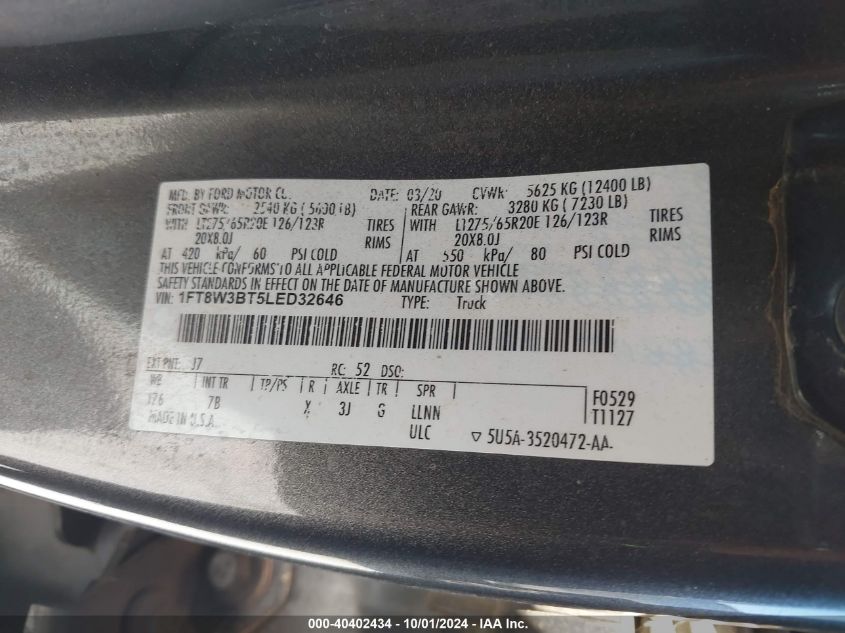 MFD. BY FORD MOTOR CO. DATE: 03/20 GVWR: 5625 KG (12400 LB)
FRONT GAWR: 2540 KG ( 5600 LB) REAR GAWR: 3280 KG ( 7230 LB)
WITH LT275/65R20E 126/123R TIRES WITH LT275/65R20E 126/123R TIRES
20X8.0J RIMS 20X8.0J RIMS
AT 420 kPa/ 60 PSI COLD AT 550 kPa/ 80 PSI COLD
THIS VEHICLE CONFORMS TO ALL APPLICABLE FEDERAL MOTOR VEHICLE
SAFETY STANDARDS IN EFFECT ON THE DATE OF MANUFACTURE SHOWN ABOVE.
VIN: 1FT8W3BT5LED32646 TYPE: Truck
EXT PNT: J7 RC: 52 DSO:
WB INT TR TP/PS R AXLE TR SPR F0529
176 7B X 3J G LLNN T1127
MADE IN U.S.A. ULC ▽ 5U5A-3520472-AA.
000-40402434 - 10/01/2024 - IAA Inc.